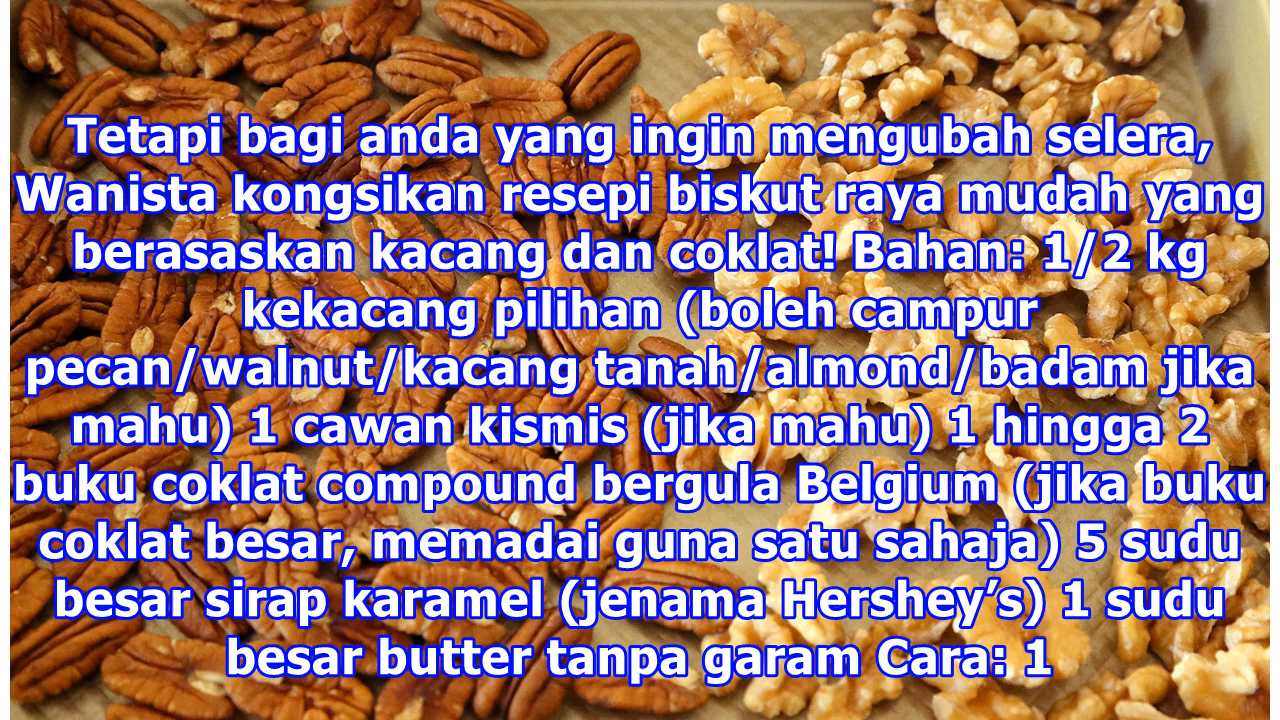 Tetapi bagi anda yang ingin mengubah selera,
Wanista kongsikan resepi biskut raya mudah yang
berasaskan kacang dan coklat! Bahan: 1/2 kg
kekacang pilihan (boleh campur
pecan/walnut/kacang tanah/almond/badam jika
mahu) 1 cawan kismis (jika mahu) 1 hingga 2
buku coklat compound bergula Belgium (jika buku
coklat besar, memadai guna satu sahaja) 5 sudu
besar sirap karamel (jenama Hershey’s) 1 sudu
besar butter tanpa garam Cara: 1